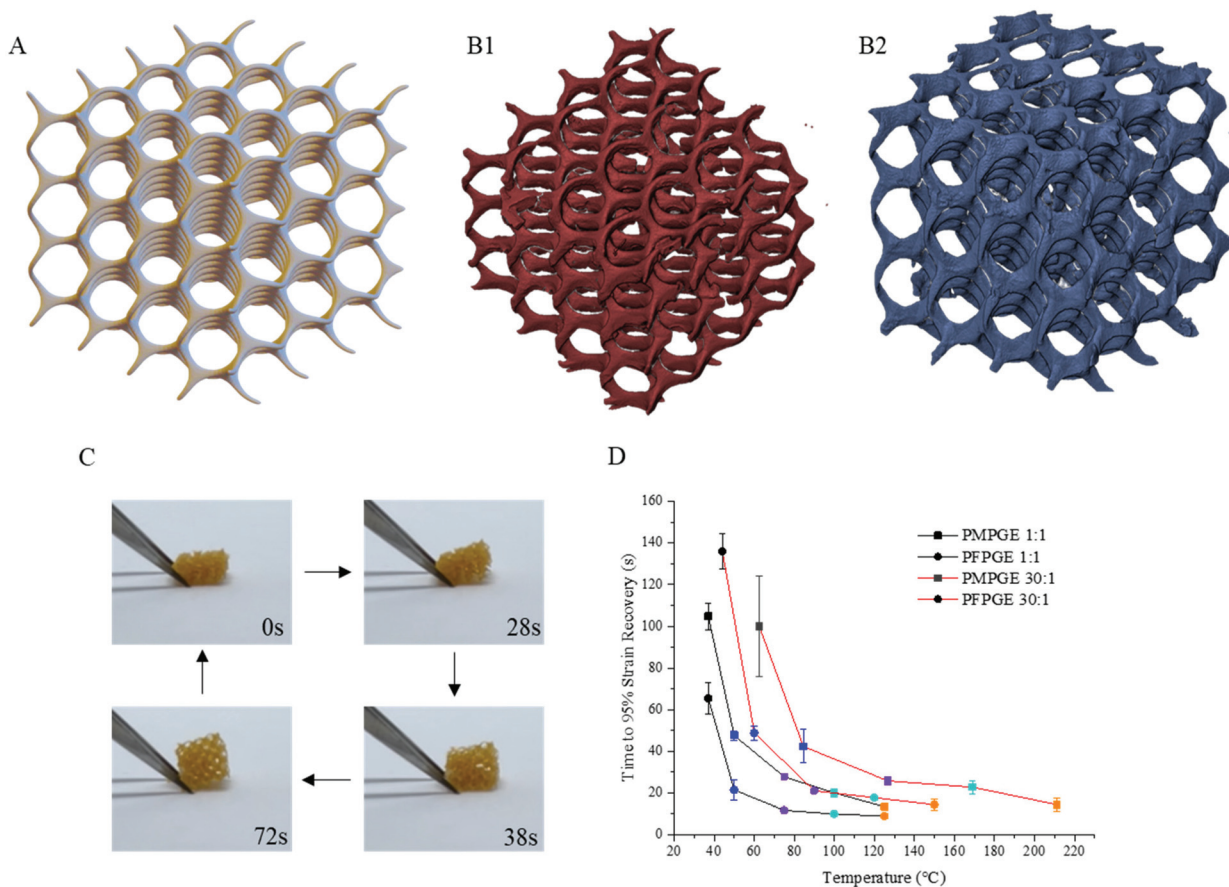 A
B1
B2
C
D
0s
28s
72s
38s
160
140
120
100
80
60
40
20
0
Time to 95% Strain Recovery (s)
PMPGE 1:1
PFPGE 1:1
PMPGE 30:1
PFPGE 30:1
20 40 60 80 100 120 140 160 180 200 220
Temperature (°C)